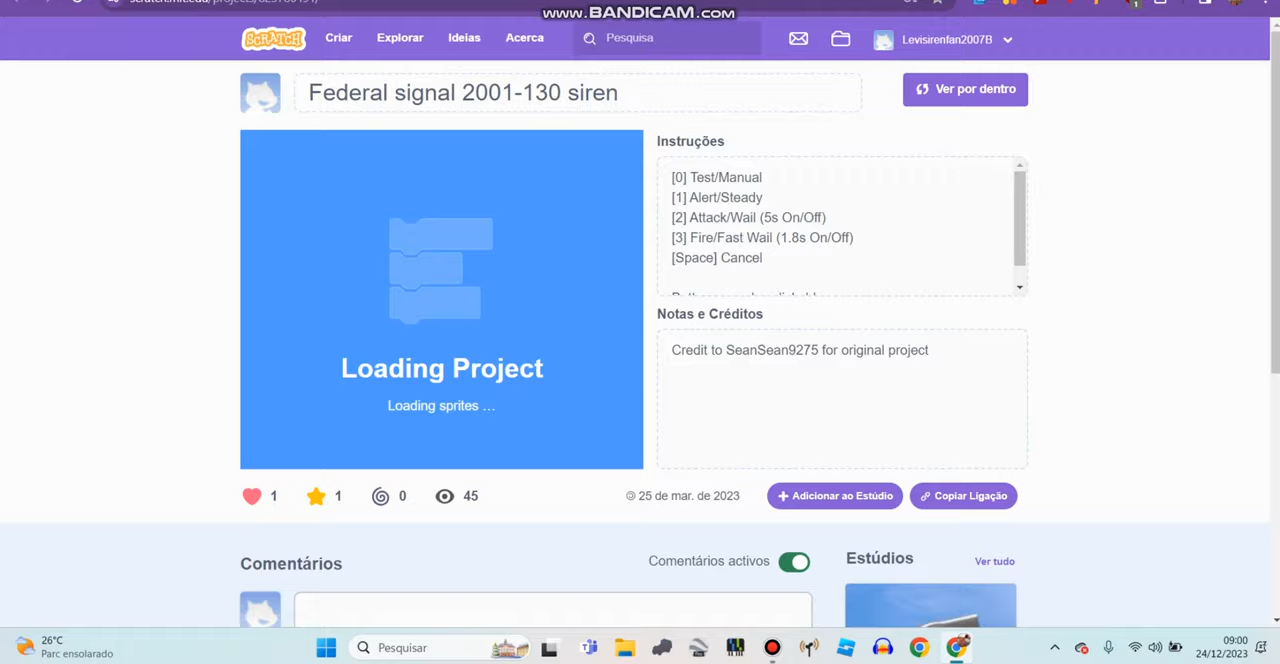 www.BANDICAM.com
SCRATCH
Criar
Explorar
Ideias
Acerca
Pesquisa
Levisirenfan2007B
Federal signal 2001-130 siren
Ver por dentro
Instruções
[0] Test/Manual
[1] Alert/Steady
[2] Attack/Wail (5s On/Off)
[3] Fire/Fast Wail (1.8s On/Off)
[Space] Cancel
Loading Project
Loading sprites …
Notas e Créditos
Credit to SeanSean9275 for original project
1
1
0
45
© 25 de mar. de 2023
Adicionar ao Estúdio
Copiar Ligação
Comentários
Comentários activos
Estúdios
Ver tudo
26°C
Parc ensolarado
Pesquisar
09:00
24/12/2023